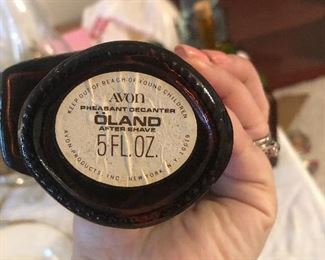 KEEP OUT OF REACH OF YOUNG CHILDREN
AVON
PHEASANT DECANTER
ÖLAND
AFTER SHAVE
5 FL. OZ.
AVON PRODUCTS, INC., NEW YORK, N.Y. 10019